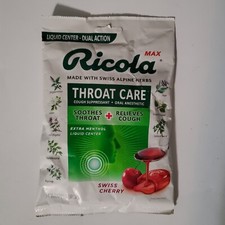 LIQUID CENTER • DUAL ACTION
Ricola MAX
MADE WITH SWISS ALPINE HERBS
THROAT CARE
COUGH SUPPRESSANT • ORAL ANESTHETIC
SOOTHES THROAT + RELIEVES COUGH
EXTRA MENTHOL
LIQUID CENTER
SWISS
CHERRY